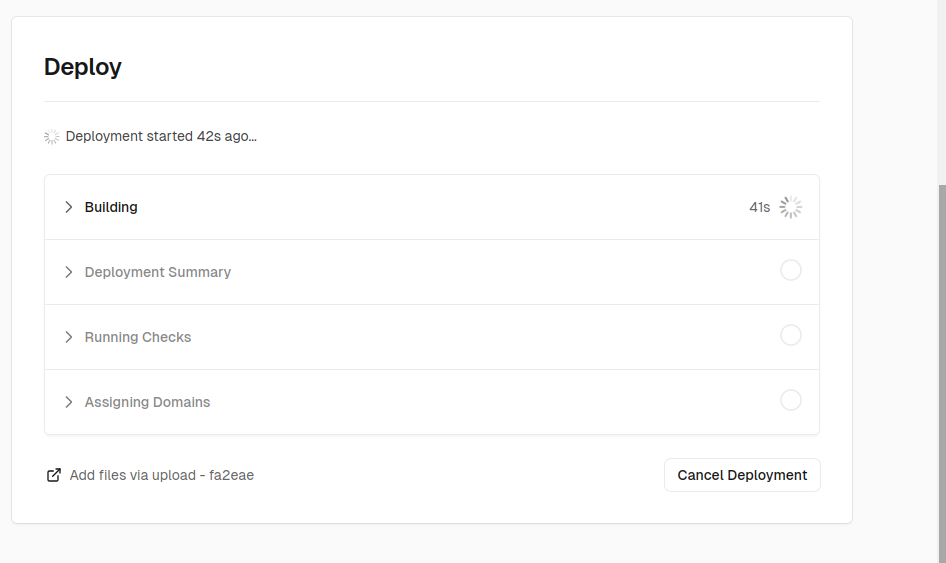 Deploy
Deployment started 42s ago...
Building 41s
Deployment Summary
Running Checks
Assigning Domains
Add files via upload - fa2eae Cancel Deployment